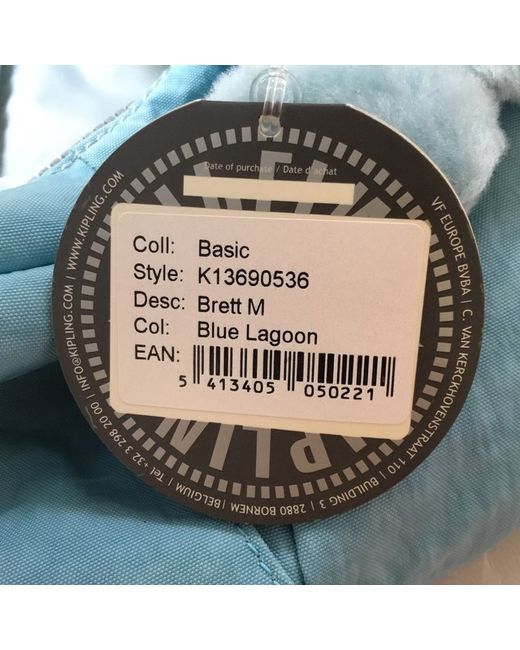 Date of purchase / Date d'achat
Coll: Basic
Style: K13690536
Desc: Brett M
Col: Blue Lagoon
EAN:
5 413405 050221
VF EUROPE BVBA | C. VAN KERCKHOVENSTRAAT 110 | BUILDING 3 | 2880 BORNEM | BELGIUM | Tel +32 3 298 20 00 | INFO@KIPLING.COM | WWW.KIPLING.COM